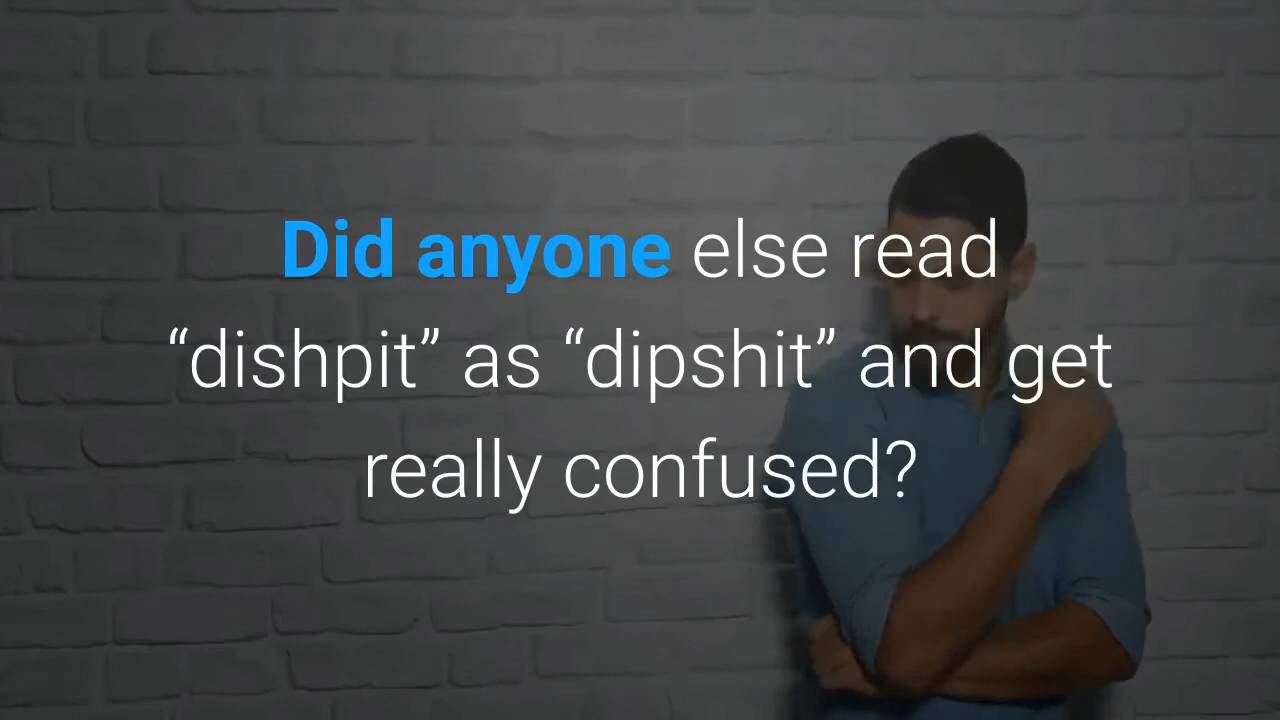 Did anyone else read
“dishpit” as “dipshit” and get
really confused?